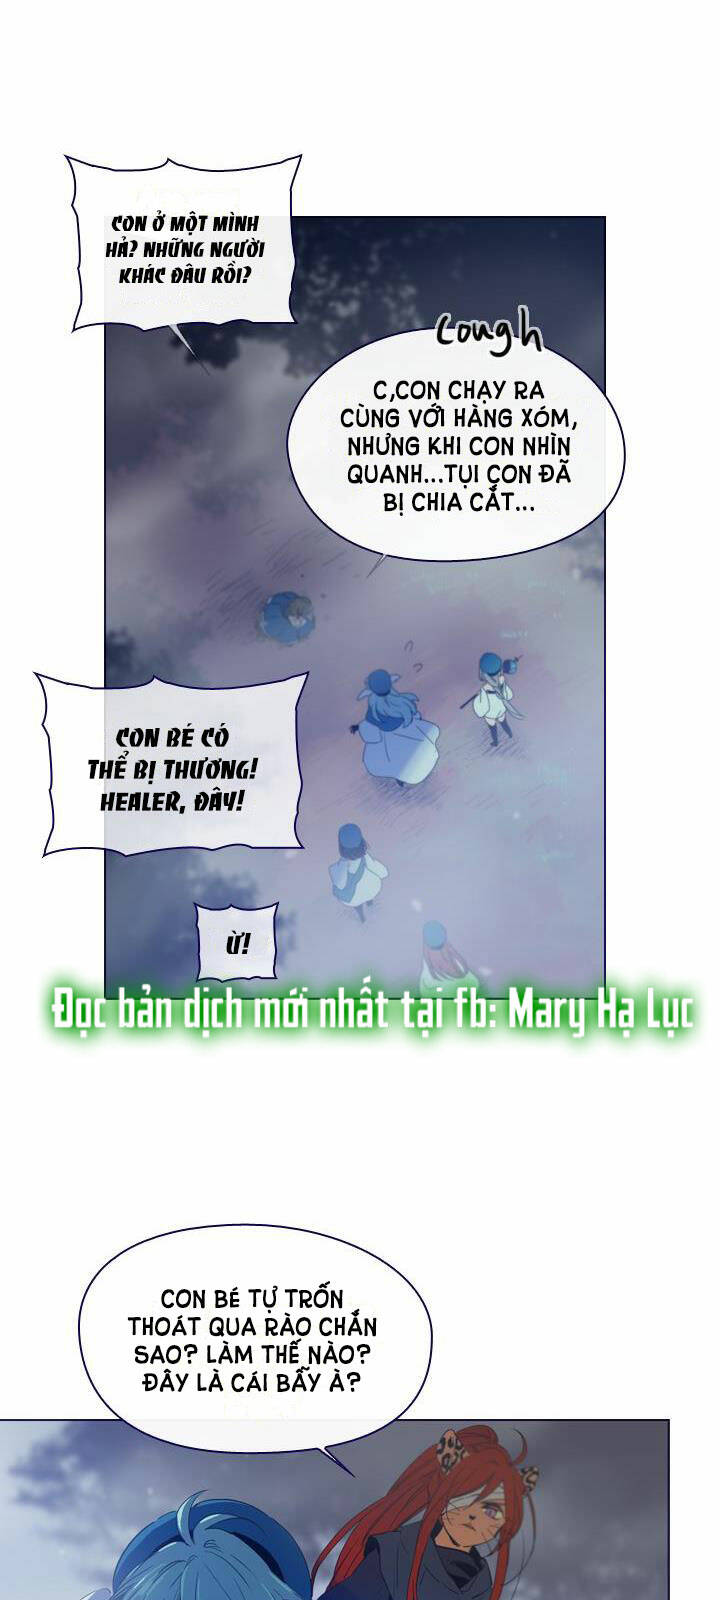 CON Ở MỘT MÌNH
HẢ? NHỮNG NGƯỜI
KHÁC ĐÂU RỒI?
Cough
C,CON CHẠY RA
CÙNG VỚI HÀNG XÓM,
NHƯNG KHI CON NHÌN
QUANH...TỤI CON ĐÃ
BỊ CHIA CẮT...
CON BÉ CÓ
THỂ BỊ THƯƠNG!
HEALER, ĐÂY!
Ừ!
Đọc bản dịch mới nhất tại fb: Mary Hạ Lục
CON BÉ TỰ TRỐN
THOÁT QUA RÀO CHẮN
SAO? LÀM THẾ NÀO?
ĐÂY LÀ CÁI BẪY À?